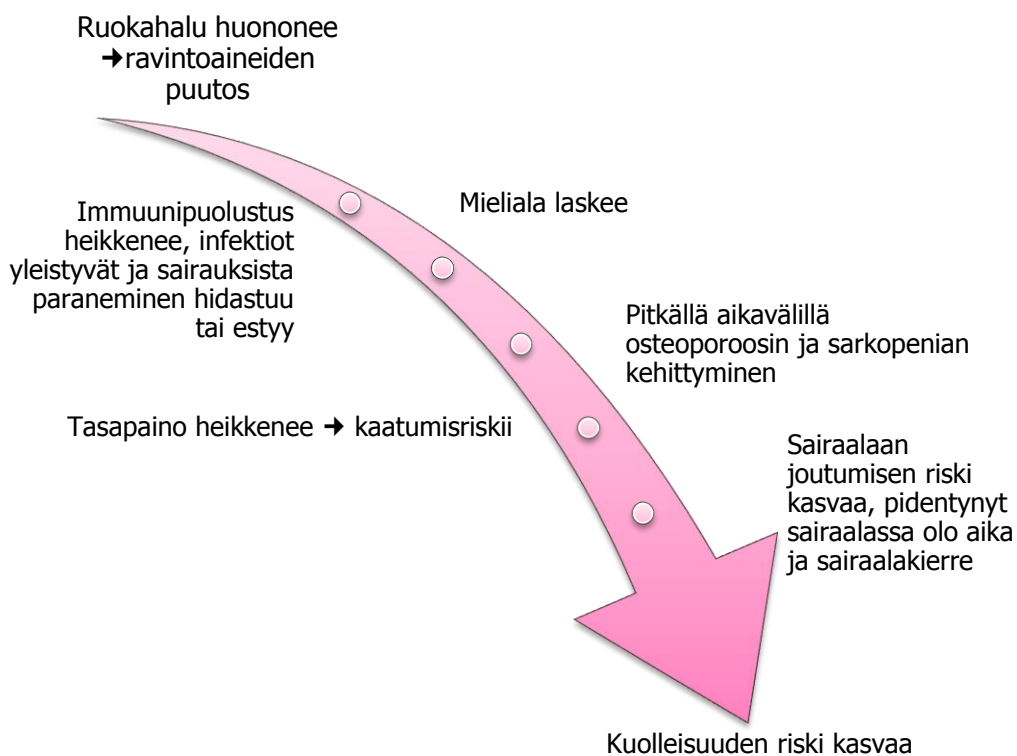 Ruokahalu huononee
➔ravintoaineiden
puutos
Immuunipuolustus
heikkenee, infektiot
yleistyvät ja sairauksista
paraneminen hidastuu
tai estyy
Mieliala laskee
Tasapaino heikkenee ➔ kaatumisriskii
Pitkällä aikavälillä
osteoporoosin ja sarkopenian
kehittyminen
Sairaalaan
joutumisen riski
kasvaa, pidentynyt
sairaalassa olo aika
ja sairaalakierre
Kuolleisuuden riski kasvaa